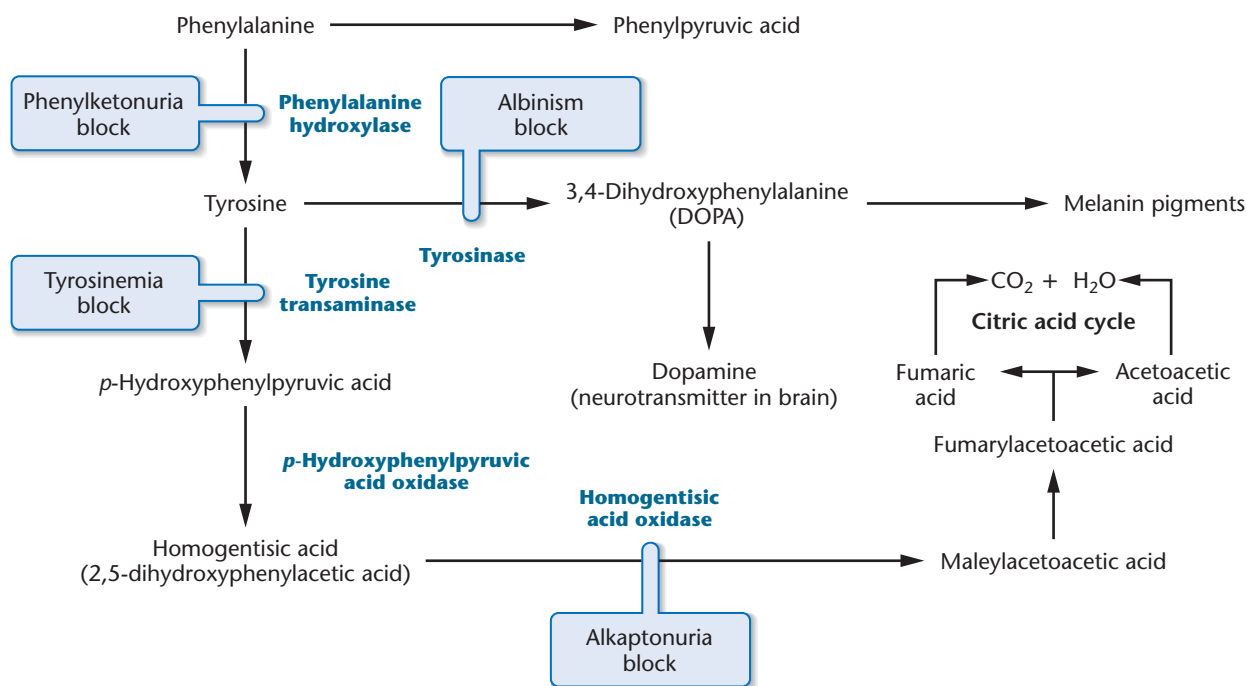 Phenylalanine
Phenylpyruvic acid
Phenylketonuria
block
Phenylalanine
hydroxylase
Albinism
block
Tyrosine
3,4-Dihydroxyphenylalanine
(DOPA)
Melanin pigments
Tyrosinase
Tyrosinemia
block
Tyrosine
transaminase
CO₂ + H₂O
Citric acid cycle
p-Hydroxyphenylpyruvic acid
Dopamine
(neurotransmitter in brain)
Fumaric
acid
Acetoacetic
acid
Fumarylacetoacetic acid
p-Hydroxyphenylpyruvic
acid oxidase
Homogentisic
acid oxidase
Homogentisic acid
(2,5-dihydroxyphenylacetic acid)
Maleylacetoacetic acid
Alkaptonuria
block